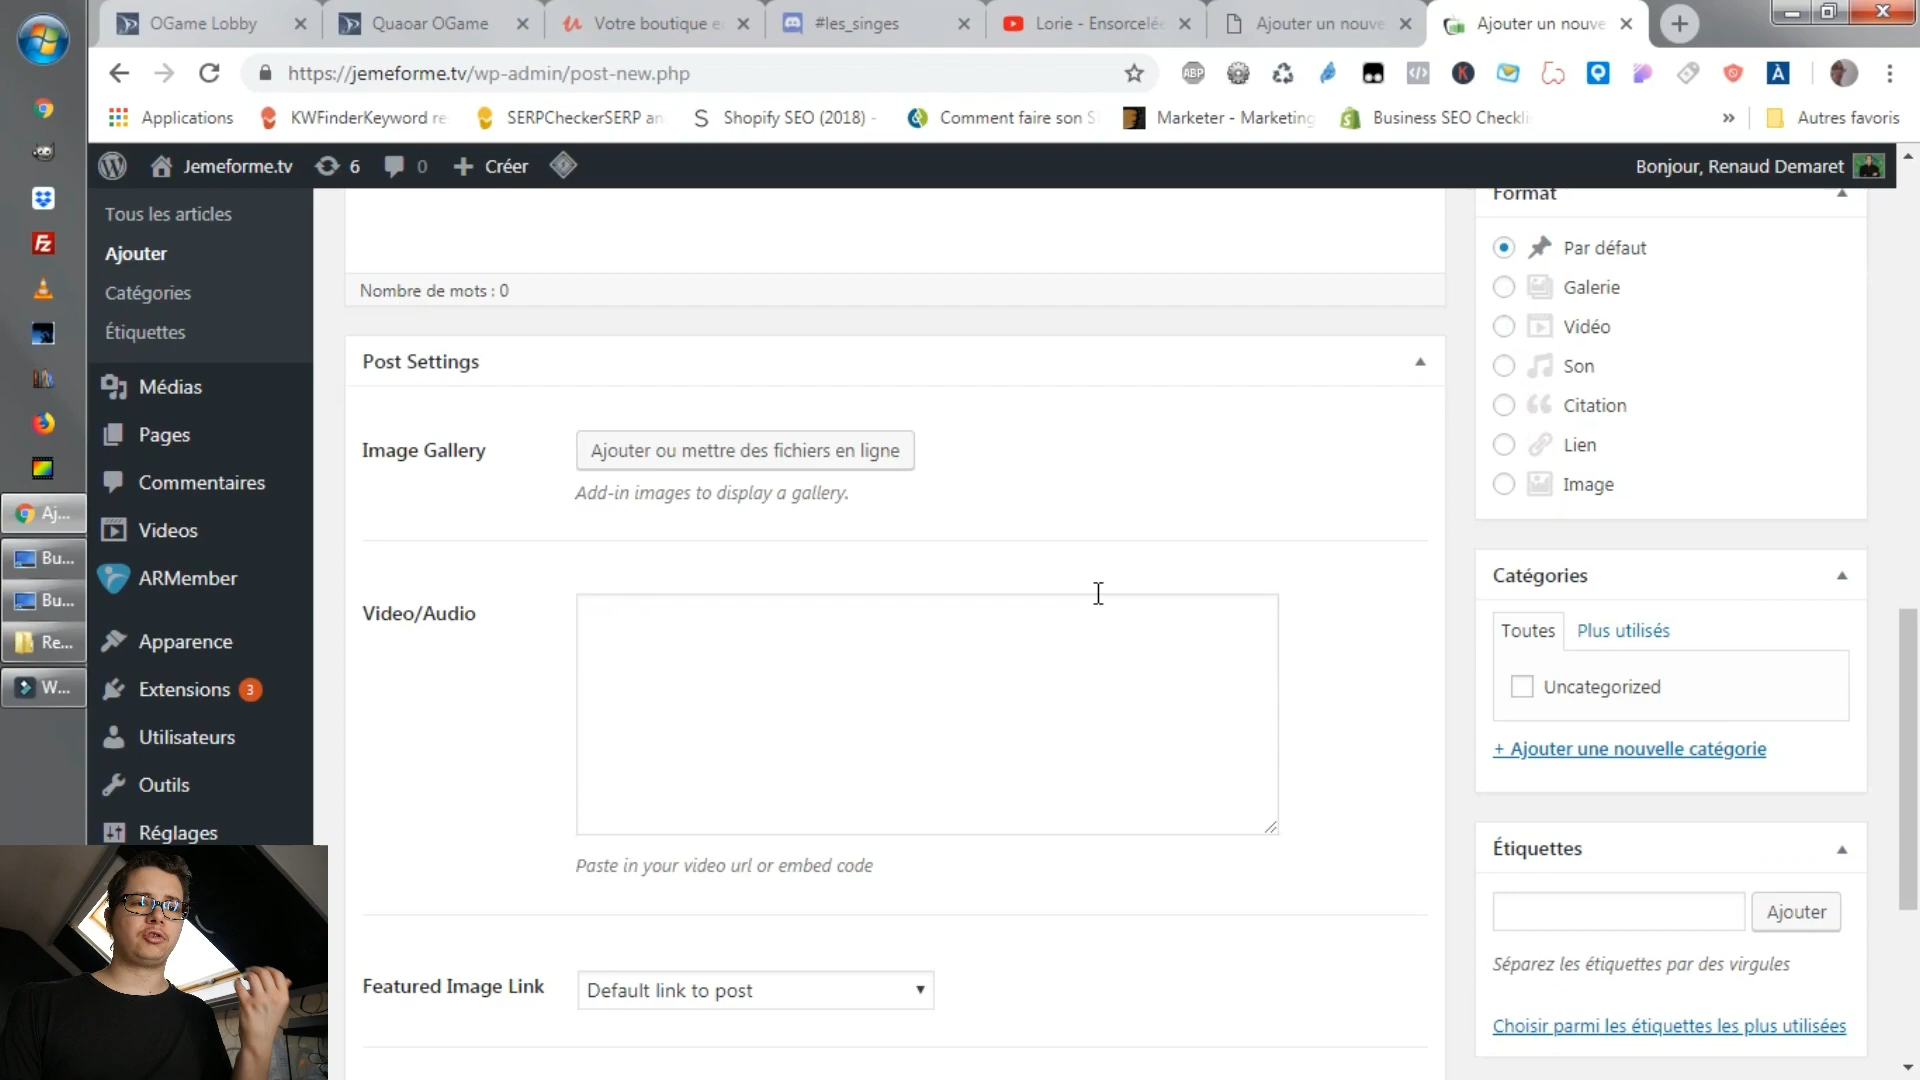 OGame Lobby
Quaoar OGame
Votre boutique e
#les_singes
Lorie - Ensorcelée
Ajouter un nouve
Ajouter un nouve
https://jemeforme.tv/wp-admin/post-new.php
ABP
Applications
KWFinderKeyword re
SERPCheckerSERP an
Shopify SEO (2018) -
Comment faire son S
Marketer - Marketing
Business SEO Checkli
»
Autres favoris
Jemeforme.tv
6
0
Créer
Bonjour, Renaud Demaret
Tous les articles
Ajouter
Catégories
Étiquettes
Médias
Pages
Commentaires
Videos
ARMember
Apparence
Extensions 3
Utilisateurs
Outils
Réglages
Aj...
Bu...
Bu...
Re...
W...
Nombre de mots : 0
Post Settings
Image Gallery
Ajouter ou mettre des fichiers en ligne
Add-in images to display a gallery.
Video/Audio
Paste in your video url or embed code
Featured Image Link
Default link to post
Format
Par défaut
Galerie
Vidéo
Son
Citation
Lien
Image
Catégories
Toutes
Plus utilisés
Uncategorized
+ Ajouter une nouvelle catégorie
Étiquettes
Ajouter
Séparez les étiquettes par des virgules
Choisir parmi les étiquettes les plus utilisées